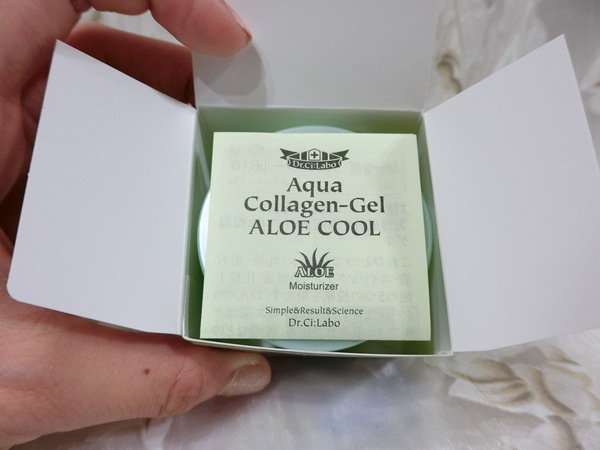 Dr.Ci:Labo
Aqua
Collagen-Gel
ALOE COOL
ALOE
Moisturizer
Simple&Result&Science
Dr.Ci:Labo